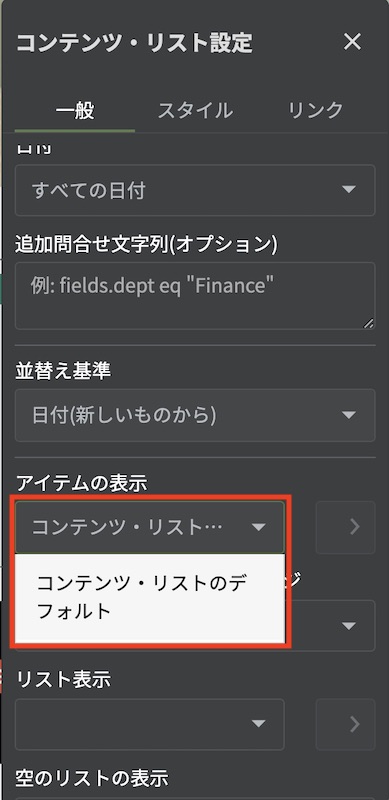 コンテンツ・リスト設定
一般
スタイル
リンク
日付
すべての日付
追加問合せ文字列(オプション)
例: fields.dept eq "Finance"
並替え基準
日付(新しいものから)
アイテムの表示
コンテンツ・リスト…
コンテンツ・リストのデ
フォルト
ジ
リスト表示
空のリストの表示